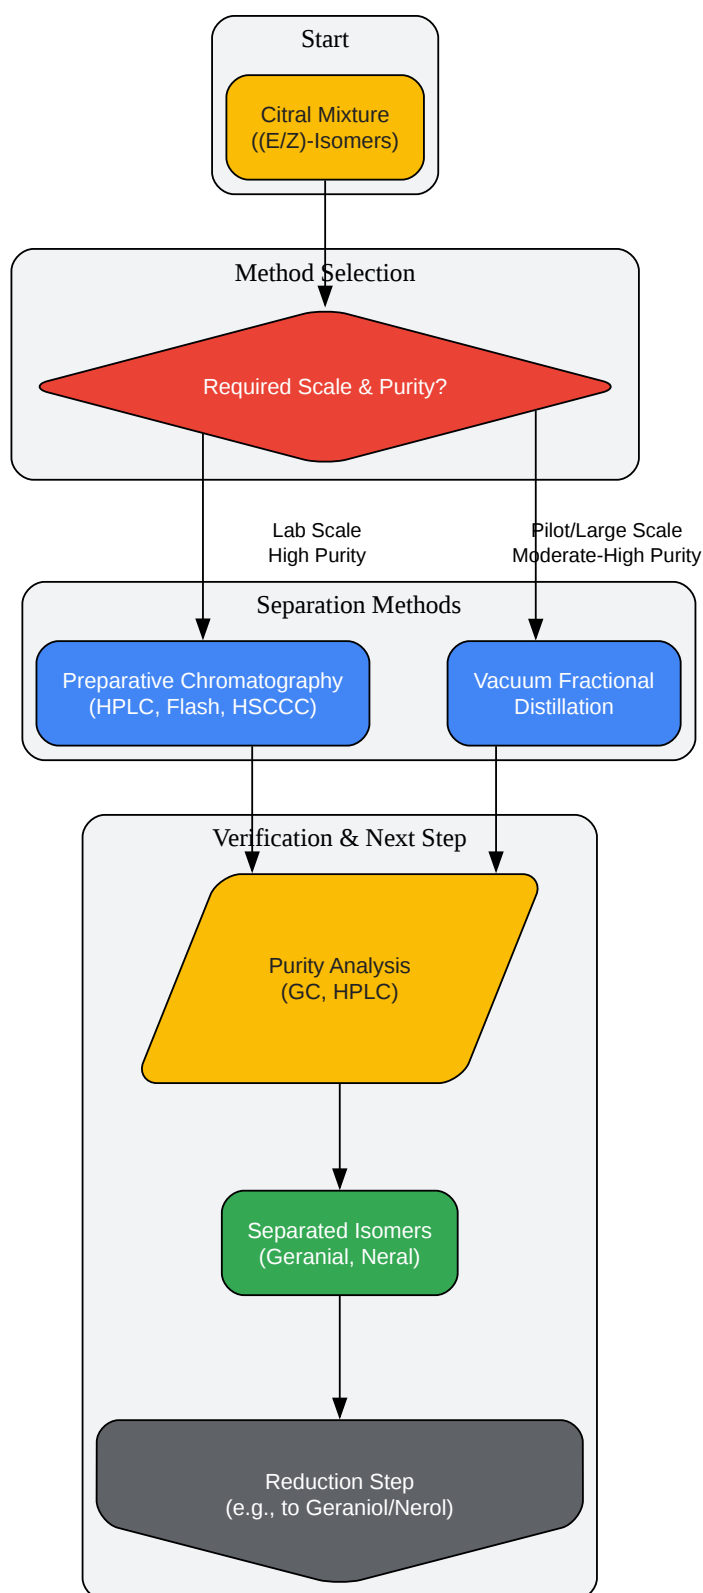 Start
Citral Mixture
((E/Z)-Isomers)
Method Selection
Required Scale & Purity?
Lab Scale
High Purity
Pilot/Large Scale
Moderate-High Purity
Separation Methods
Preparative Chromatography
(HPLC, Flash, HSCCC)
Vacuum Fractional
Distillation
Verification & Next Step
Purity Analysis
(GC, HPLC)
Separated Isomers
(Geranial, Neral)
Reduction Step
(e.g., to Geraniol/Nerol)